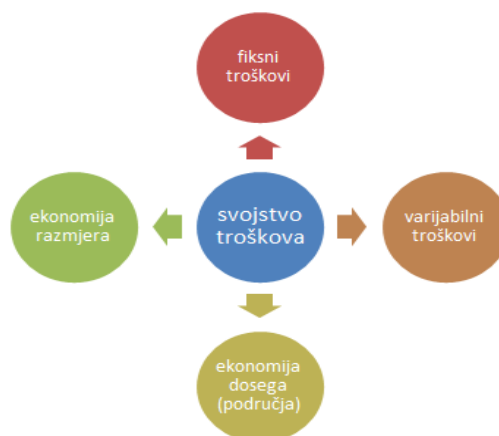 fiksni
troškovi
ekonomija
razmjera
svojstvo
troškova
varijabilni
troškovi
ekonomija
dosega
(područja)